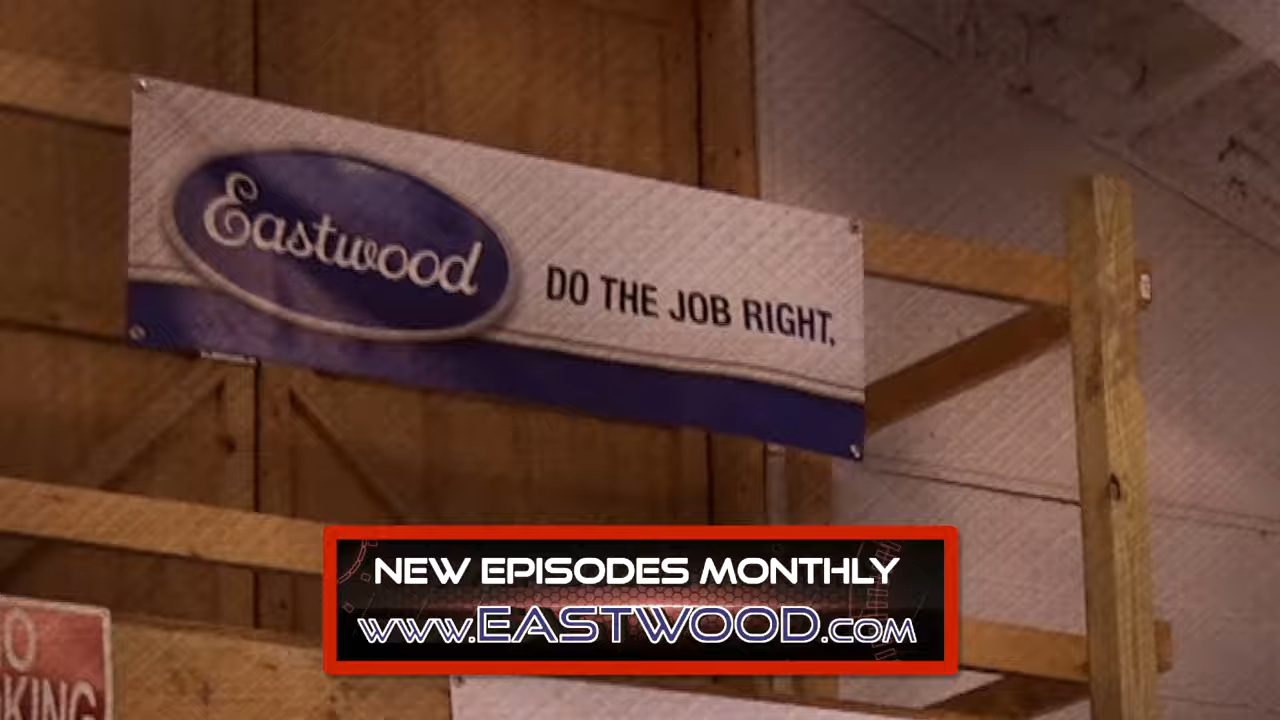 Eastwood
DO THE JOB RIGHT.
NEW EPISODES MONTHLY
WWW.EASTWOOD.COM